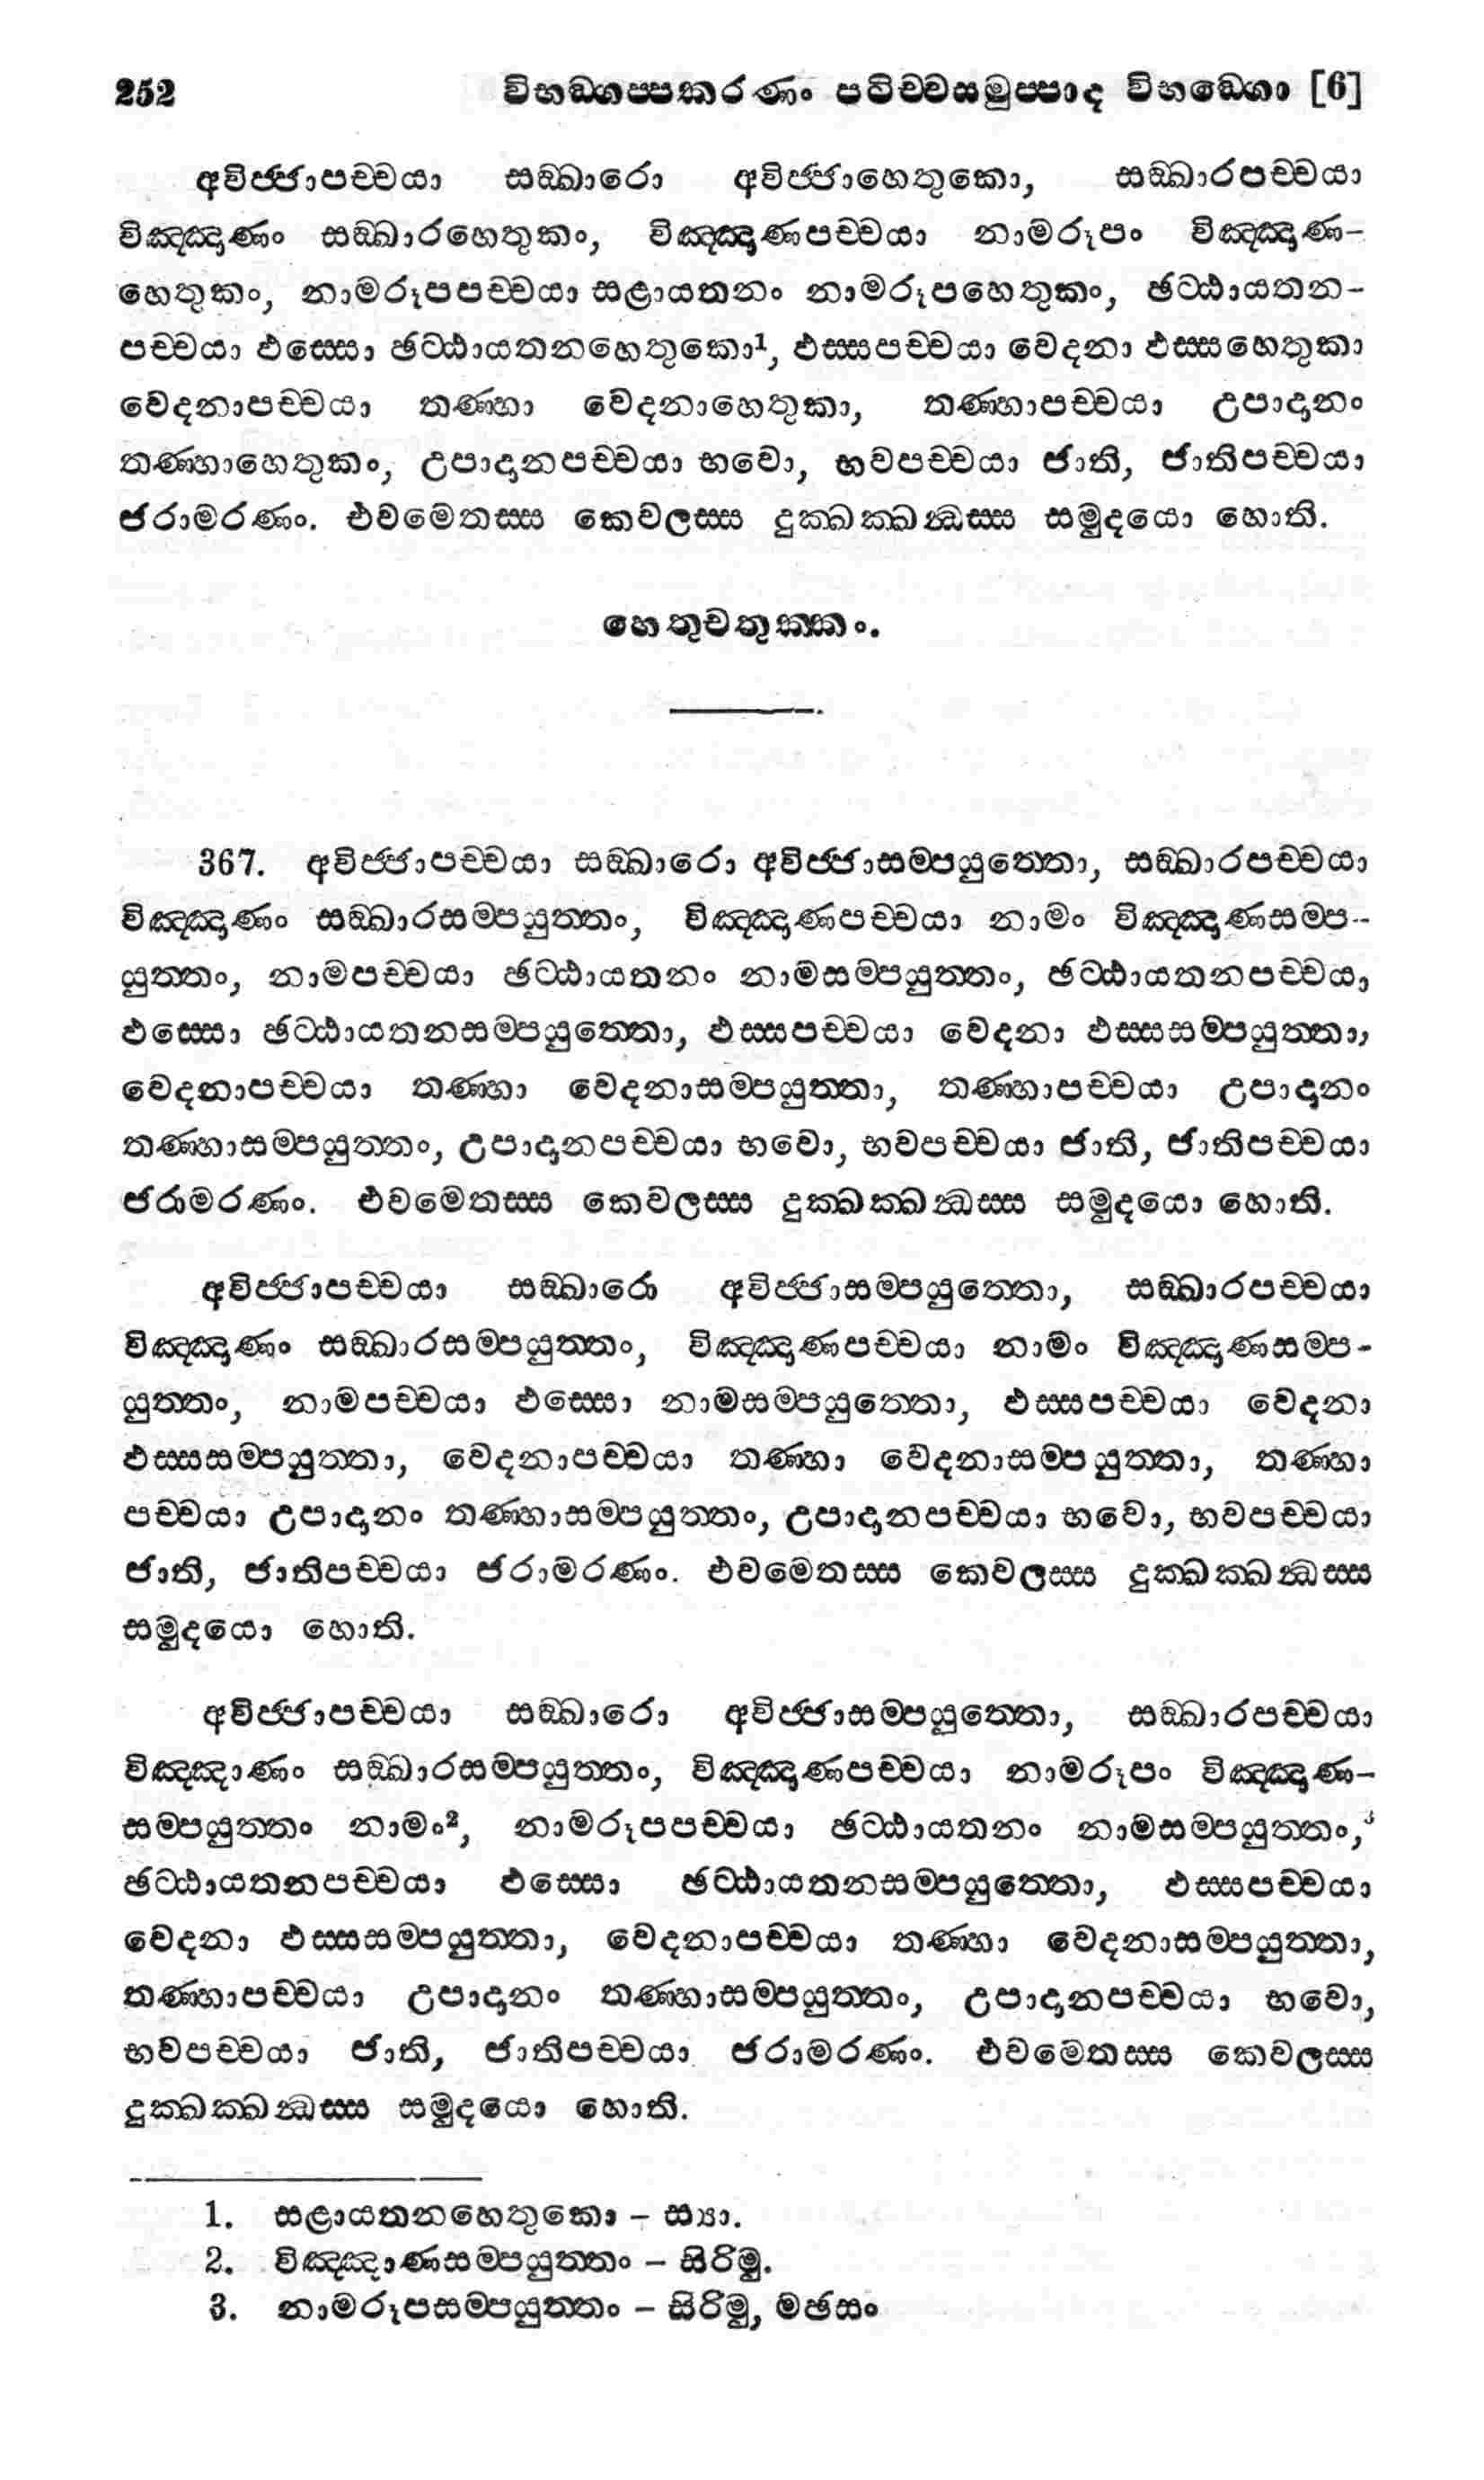 252 විභඞ්ගප්පකරණං පටිච්චසමුප්පාද විභඞ්ගො [6]
අවිජ්ජාපච්චයා සඞ්ඛාරො අවිජ්ජාහෙතුකො, සඞ්ඛාරපච්චයා
විඤ්ඤාණං සඞ්ඛාරහෙතුකං, විඤ්ඤාණපච්චයා නාමරූපං විඤ්ඤාණ-
හෙතුකං, නාමරූපපච්චයා සළායතනං නාමරූපහෙතුකං, ඡට්ඨායතන-
පච්චයා ඵස්සො ඡට්ඨායතනහෙතුකො¹, ඵස්සපච්චයා වෙදනා ඵස්සහෙතුකා
වෙදනාපච්චයා තණ්හා වෙදනාහෙතුකා, තණ්හාපච්චයා උපාදානං
තණ්හාහෙතුකං, උපාදානපච්චයා භවො, භවපච්චයා ජාති, ජාතිපච්චයා
ජරාමරණං. එවමෙතස්ස කෙවලස්ස දුක්ඛක්ඛන්ධස්ස සමුදයො හොති.
හෙතුචතුක්කං.
367. අවිජ්ජාපච්චයා සඞ්ඛාරො අවිජ්ජාසම්පයුත්තො, සඞ්ඛාරපච්චයා
විඤ්ඤාණං සඞ්ඛාරසම්පයුත්තං, විඤ්ඤාණපච්චයා නාමං විඤ්ඤාණසම්ප-
යුත්තං, නාමපච්චයා ඡට්ඨායතනං නාමසම්පයුත්තං, ඡට්ඨායතනපච්චයා
ඵස්සො ඡට්ඨායතනසම්පයුත්තො, ඵස්සපච්චයා වෙදනා ඵස්සසම්පයුත්තා,
වෙදනාපච්චයා තණ්හා වෙදනාසම්පයුත්තා, තණ්හාපච්චයා උපාදානං
තණ්හාසම්පයුත්තං, උපාදානපච්චයා භවො, භවපච්චයා ජාති, ජාතිපච්චයා
ජරාමරණං. එවමෙතස්ස කෙවලස්ස දුක්ඛක්ඛන්ධස්ස සමුදයො හොති.
අවිජ්ජාපච්චයා සඞ්ඛාරො අවිජ්ජාසම්පයුත්තො, සඞ්ඛාරපච්චයා
විඤ්ඤාණං සඞ්ඛාරසම්පයුත්තං, විඤ්ඤාණපච්චයා නාමං විඤ්ඤාණසම්ප-
යුත්තං, නාමපච්චයා ඵස්සො නාමසම්පයුත්තො, ඵස්සපච්චයා වෙදනා
ඵස්සසම්පයුත්තා, වෙදනාපච්චයා තණ්හා වෙදනාසම්පයුත්තා, තණ්හා
පච්චයා උපාදානං තණ්හාසම්පයුත්තං, උපාදානපච්චයා භවො, භවපච්චයා
ජාති, ජාතිපච්චයා ජරාමරණං. එවමෙතස්ස කෙවලස්ස දුක්ඛක්ඛන්ධස්ස
සමුදයො හොති.
අවිජ්ජාපච්චයා සඞ්ඛාරො අවිජ්ජාසම්පයුත්තො, සඞ්ඛාරපච්චයා
විඤ්ඤාණං සඞ්ඛාරසම්පයුත්තං, විඤ්ඤාණපච්චයා නාමරූපං විඤ්ඤාණ-
සම්පයුත්තං නාමං², නාමරූපපච්චයා ඡට්ඨායතනං නාමසම්පයුත්තං,³
ඡට්ඨායතනපච්චයා ඵස්සො ඡට්ඨායතනසම්පයුත්තො, ඵස්සපච්චයා
වෙදනා ඵස්සසම්පයුත්තා, වෙදනාපච්චයා තණ්හා වෙදනාසම්පයුත්තා,
තණ්හාපච්චයා උපාදානං තණ්හාසම්පයුත්තං, උපාදානපච්චයා භවො,
භවපච්චයා ජාති, ජාතිපච්චයා ජරාමරණං. එවමෙතස්ස කෙවලස්ස
දුක්ඛක්ඛන්ධස්ස සමුදයො හොති.
1. සළායතනහෙතුකො – ස්‍යා.
2. විඤ්ඤාණසම්පයුත්තං – සිරිමු.
3. නාමරූපසම්පයුත්තං – සිරිමු, මඡසං